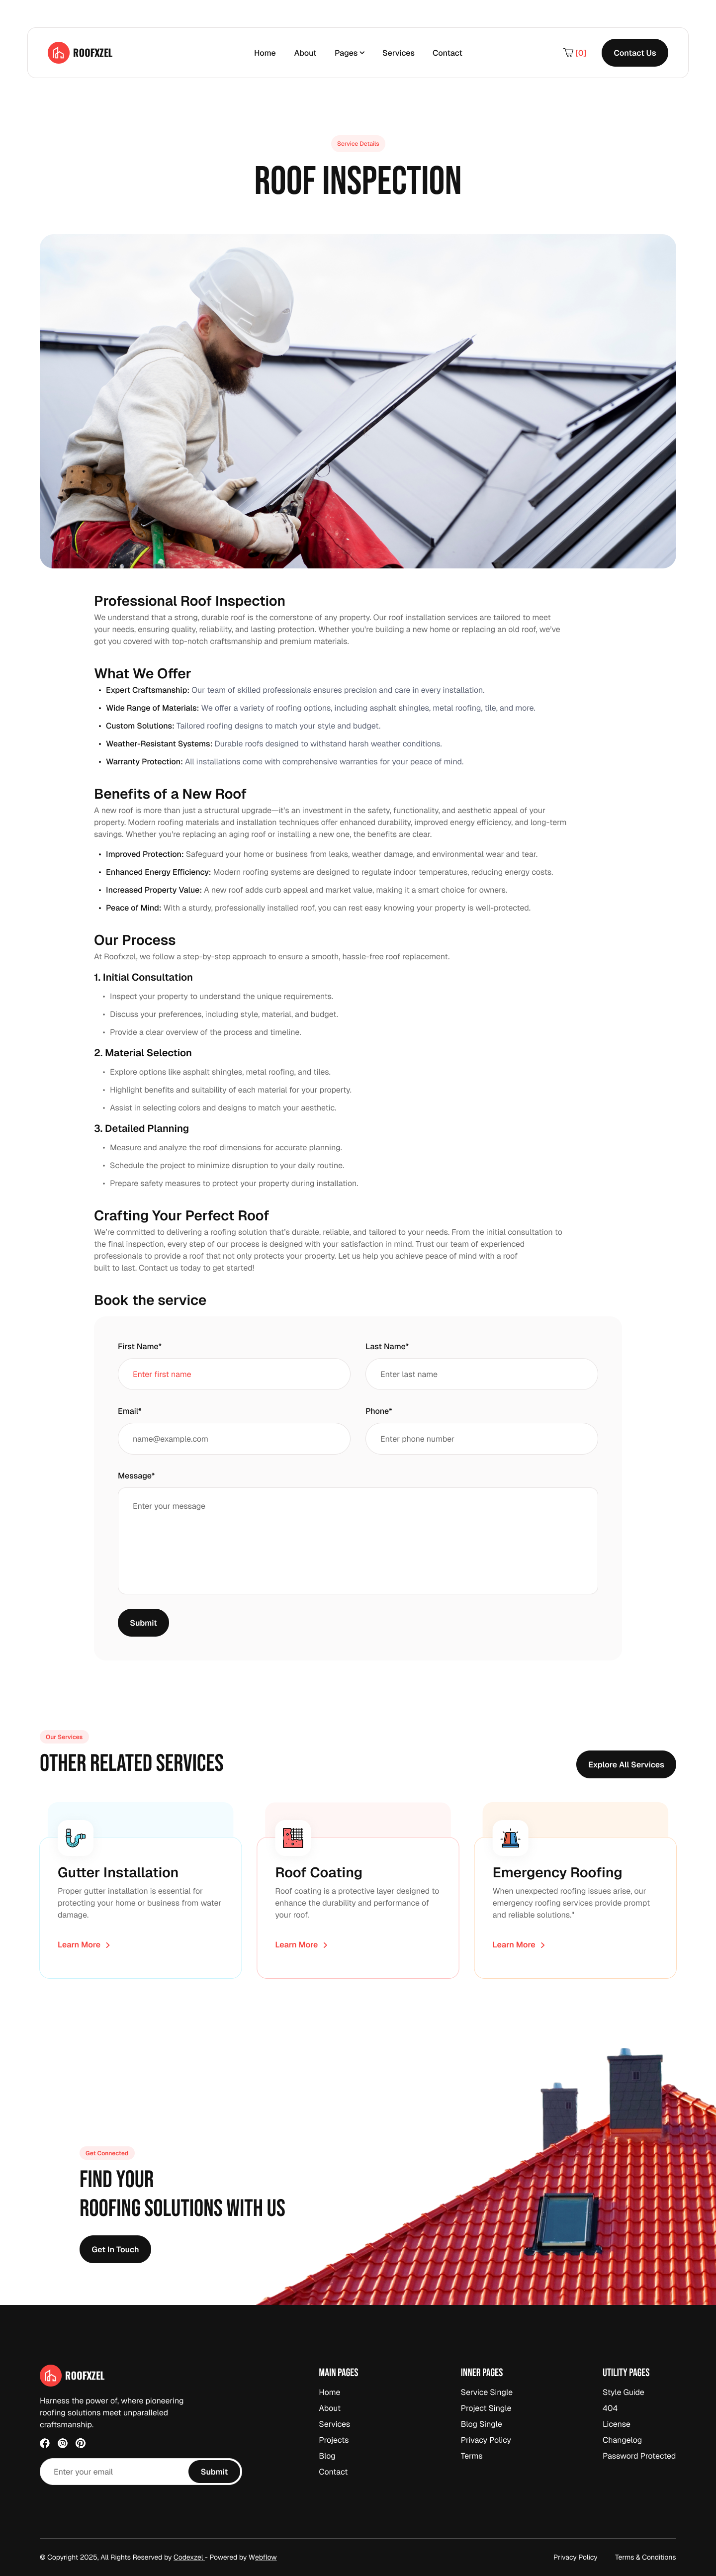 ROOFXZEL
Home About Pages Services Contact
[0]
Contact Us
Service Details
ROOF INSPECTION
Professional Roof Inspection
We understand that a strong, durable roof is the cornerstone of any property. Our roof installation services are tailored to meet
your needs, ensuring quality, reliability, and lasting protection. Whether you're building a new home or replacing an old roof, we've
got you covered with top-notch craftsmanship and premium materials.
What We Offer
• Expert Craftsmanship: Our team of skilled professionals ensures precision and care in every installation.
• Wide Range of Materials: We offer a variety of roofing options, including asphalt shingles, metal roofing, tile, and more.
• Custom Solutions: Tailored roofing designs to match your style and budget.
• Weather-Resistant Systems: Durable roofs designed to withstand harsh weather conditions.
• Warranty Protection: All installations come with comprehensive warranties for your peace of mind.
Benefits of a New Roof
A new roof is more than just a structural upgrade—it's an investment in the safety, functionality, and aesthetic appeal of your
property. Modern roofing materials and installation techniques offer enhanced durability, improved energy efficiency, and long-term
savings. Whether you're replacing an aging roof or installing a new one, the benefits are clear.
• Improved Protection: Safeguard your home or business from leaks, weather damage, and environmental wear and tear.
• Enhanced Energy Efficiency: Modern roofing systems are designed to regulate indoor temperatures, reducing energy costs.
• Increased Property Value: A new roof adds curb appeal and market value, making it a smart choice for owners.
• Peace of Mind: With a sturdy, professionally installed roof, you can rest easy knowing your property is well-protected.
Our Process
At Roofxzel, we follow a step-by-step approach to ensure a smooth, hassle-free roof replacement.
1. Initial Consultation
• Inspect your property to understand the unique requirements.
• Discuss your preferences, including style, material, and budget.
• Provide a clear overview of the process and timeline.
2. Material Selection
• Explore options like asphalt shingles, metal roofing, and tiles.
• Highlight benefits and suitability of each material for your property.
• Assist in selecting colors and designs to match your aesthetic.
3. Detailed Planning
• Measure and analyze the roof dimensions for accurate planning.
• Schedule the project to minimize disruption to your daily routine.
• Prepare safety measures to protect your property during installation.
Crafting Your Perfect Roof
We're committed to delivering a roofing solution that's durable, reliable, and tailored to your needs. From the initial consultation to
the final inspection, every step of our process is designed with your satisfaction in mind. Trust our team of experienced
professionals to provide a roof that not only protects your property. Let us help you achieve peace of mind with a roof
built to last. Contact us today to get started!
Book the service
First Name* Last Name*
Enter first name Enter last name
Email* Phone*
name@example.com Enter phone number
Message*
Enter your message
Submit
Our Services
OTHER RELATED SERVICES
Explore All Services
Gutter Installation
Proper gutter installation is essential for
protecting your home or business from water
damage.
Learn More
Roof Coating
Roof coating is a protective layer designed to
enhance the durability and performance of
your roof.
Learn More
Emergency Roofing
When unexpected roofing issues arise, our
emergency roofing services provide prompt
and reliable solutions."
Learn More
Get Connected
FIND YOUR
ROOFING SOLUTIONS WITH US
Get In Touch
ROOFXZEL
Harness the power of, where pioneering
roofing solutions meet unparalleled
craftsmanship.
Enter your email
Submit
MAIN PAGES
Home
About
Services
Projects
Blog
Contact
INNER PAGES
Service Single
Project Single
Blog Single
Privacy Policy
Terms
UTILITY PAGES
Style Guide
404
License
Changelog
Password Protected
© Copyright 2025, All Rights Reserved by Codexzel - Powered by Webflow
Privacy Policy Terms & Conditions